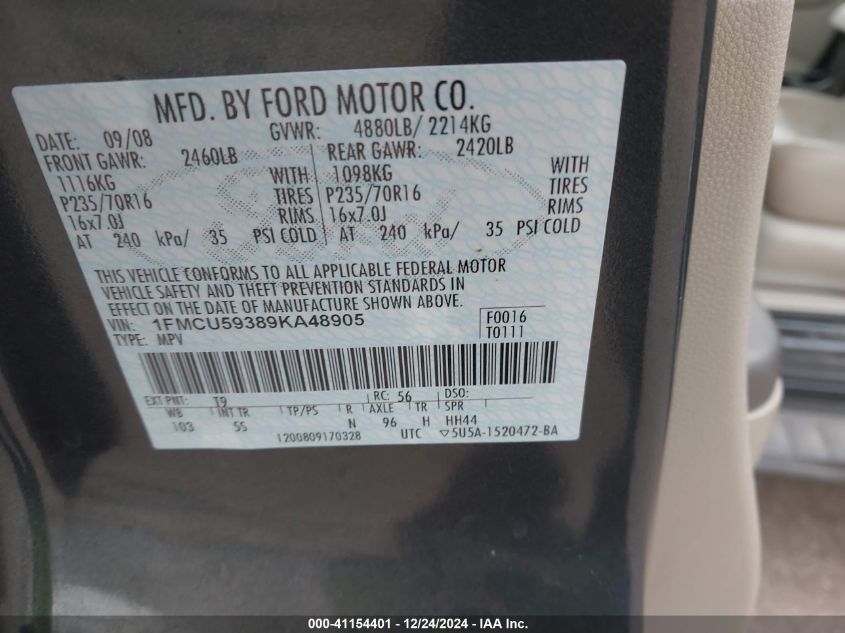 MFD. BY FORD MOTOR CO.
DATE: 09/08 GVWR: 4880LB/ 2214KG
FRONT GAWR: 2460LB REAR GAWR: 2420LB
1116KG WITH 1098KG WITH
P235/70R16 TIRES P235/70R16 TIRES
16x7.0J RIMS 16x7.0J RIMS
AT 240 kPa/ 35 PSI COLD AT 240 kPa/ 35 PSI COLD
THIS VEHICLE CONFORMS TO ALL APPLICABLE FEDERAL MOTOR
VEHICLE SAFETY AND THEFT PREVENTION STANDARDS IN
EFFECT ON THE DATE OF MANUFACTURE SHOWN ABOVE.
VIN: 1FMCU59389KA48905 F0016
TYPE: MPV T0111
EXT PNT: T9 RC: 56 DSO:
WB INT TR TP/PS R AXLE TR SPR
103 5S N 96 H HH44
1200809170328 UTC ▽5U5A-1520472-BA
000-41154401 - 12/24/2024 - IAA Holdings, LLC.